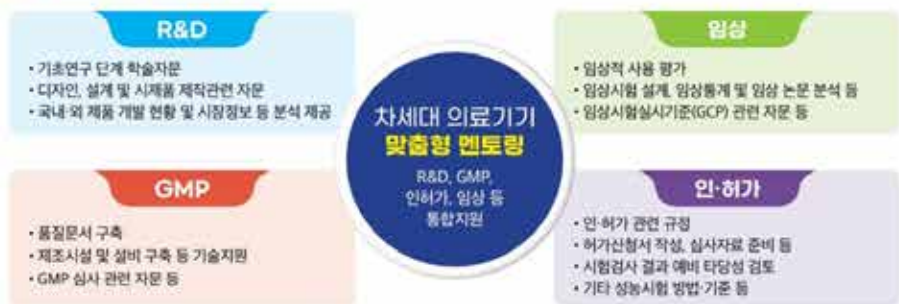 R&D
• 기초연구 단계 학술자문
• 디자인, 설계 및 시제품 제작관련 자문
• 국내·외 제품 개발 현황 및 시장정보 등 분석 제공
임상
• 임상적 사용 평가
• 임상시험 설계, 임상통계 및 임상 논문 분석 등
• 임상시험실시기준(GCP) 관련 자문 등
차세대 의료기기
맞춤형 멘토링
R&D, GMP,
인허가, 임상 등
통합지원
GMP
• 품질문서 구축
• 제조시설 및 설비 구축 등 기술지원
• GMP 심사 관련 자문 등
인·허가
• 인·허가 관련 규정
• 허가신청서 작성, 심사자료 준비 등
• 시험검사 결과 예비 타당성 검토
• 기타 성능시험 방법·기준 등